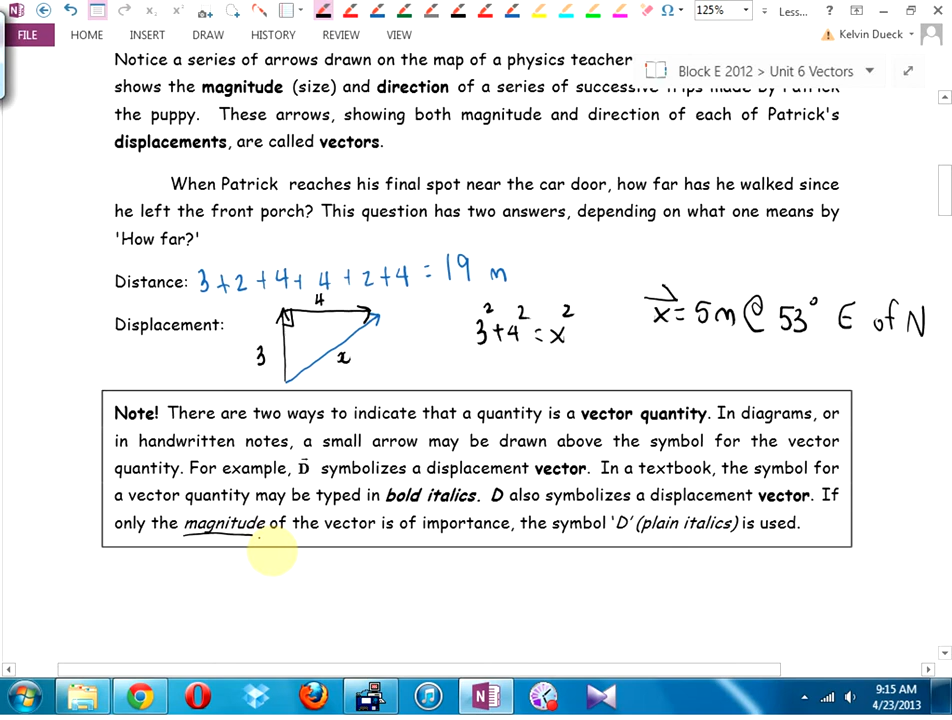 125%
Less...
FILE HOME INSERT DRAW HISTORY REVIEW VIEW Kelvin Dueck
Notice a series of arrows drawn on the map of a physics teacher
Block E 2012 > Unit 6 Vectors
shows the magnitude (size) and direction of a series of successive trips made by Patrick
the puppy. These arrows, showing both magnitude and direction of each of Patrick's
displacements, are called vectors.
When Patrick reaches his final spot near the car door, how far has he walked since
he left the front porch? This question has two answers, depending on what one means by
'How far?'
Distance: 3+2+4+4+2+4 = 19 m
4
Displacement:
3
x
3²+4²=x²
x⃗ = 5m @ 53° E of N
Note! There are two ways to indicate that a quantity is a vector quantity. In diagrams, or
in handwritten notes, a small arrow may be drawn above the symbol for the vector
quantity. For example, D⃗ symbolizes a displacement vector. In a textbook, the symbol for
a vector quantity may be typed in bold italics. D also symbolizes a displacement vector. If
only the magnitude of the vector is of importance, the symbol 'D' (plain italics) is used.
9:15 AM
4/23/2013